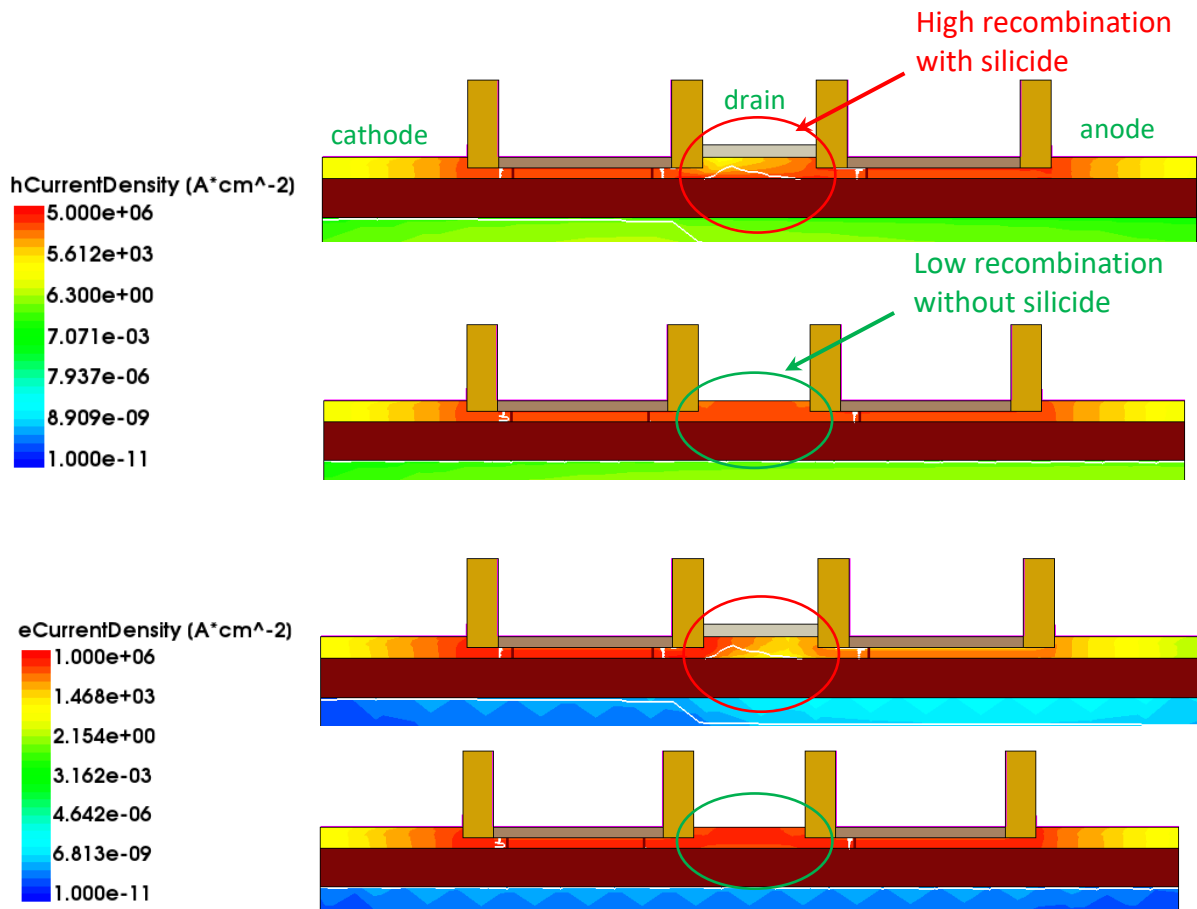 High recombination
with silicide
drain
cathode
anode
hCurrentDensity (A*cm^-2)
5.000e+06
5.612e+03
6.300e+00
7.071e-03
7.937e-06
8.909e-09
1.000e-11
Low recombination
without silicide
eCurrentDensity (A*cm^-2)
1.000e+06
1.468e+03
2.154e+00
3.162e-03
4.642e-06
6.813e-09
1.000e-11